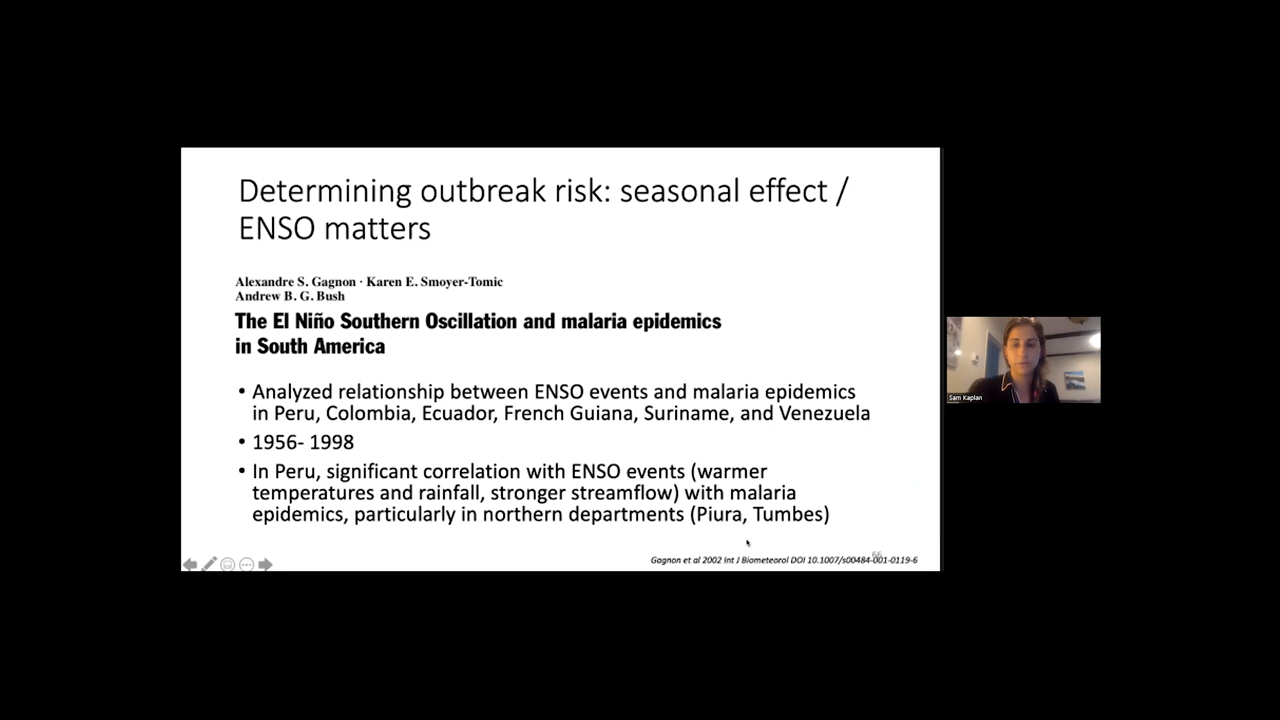 Determining outbreak risk: seasonal effect /
ENSO matters
Alexandre S. Gagnon · Karen E. Smoyer-Tomic
Andrew B. G. Bush
The El Niño Southern Oscillation and malaria epidemics
in South America
• Analyzed relationship between ENSO events and malaria epidemics
in Peru, Colombia, Ecuador, French Guiana, Suriname, and Venezuela
• 1956- 1998
• In Peru, significant correlation with ENSO events (warmer
temperatures and rainfall, stronger streamflow) with malaria
epidemics, particularly in northern departments (Piura, Tumbes)
66
Gagnon et al 2002 Int J Biometeorol DOI 10.1007/s00484-001-0119-6
Sam Kaplan